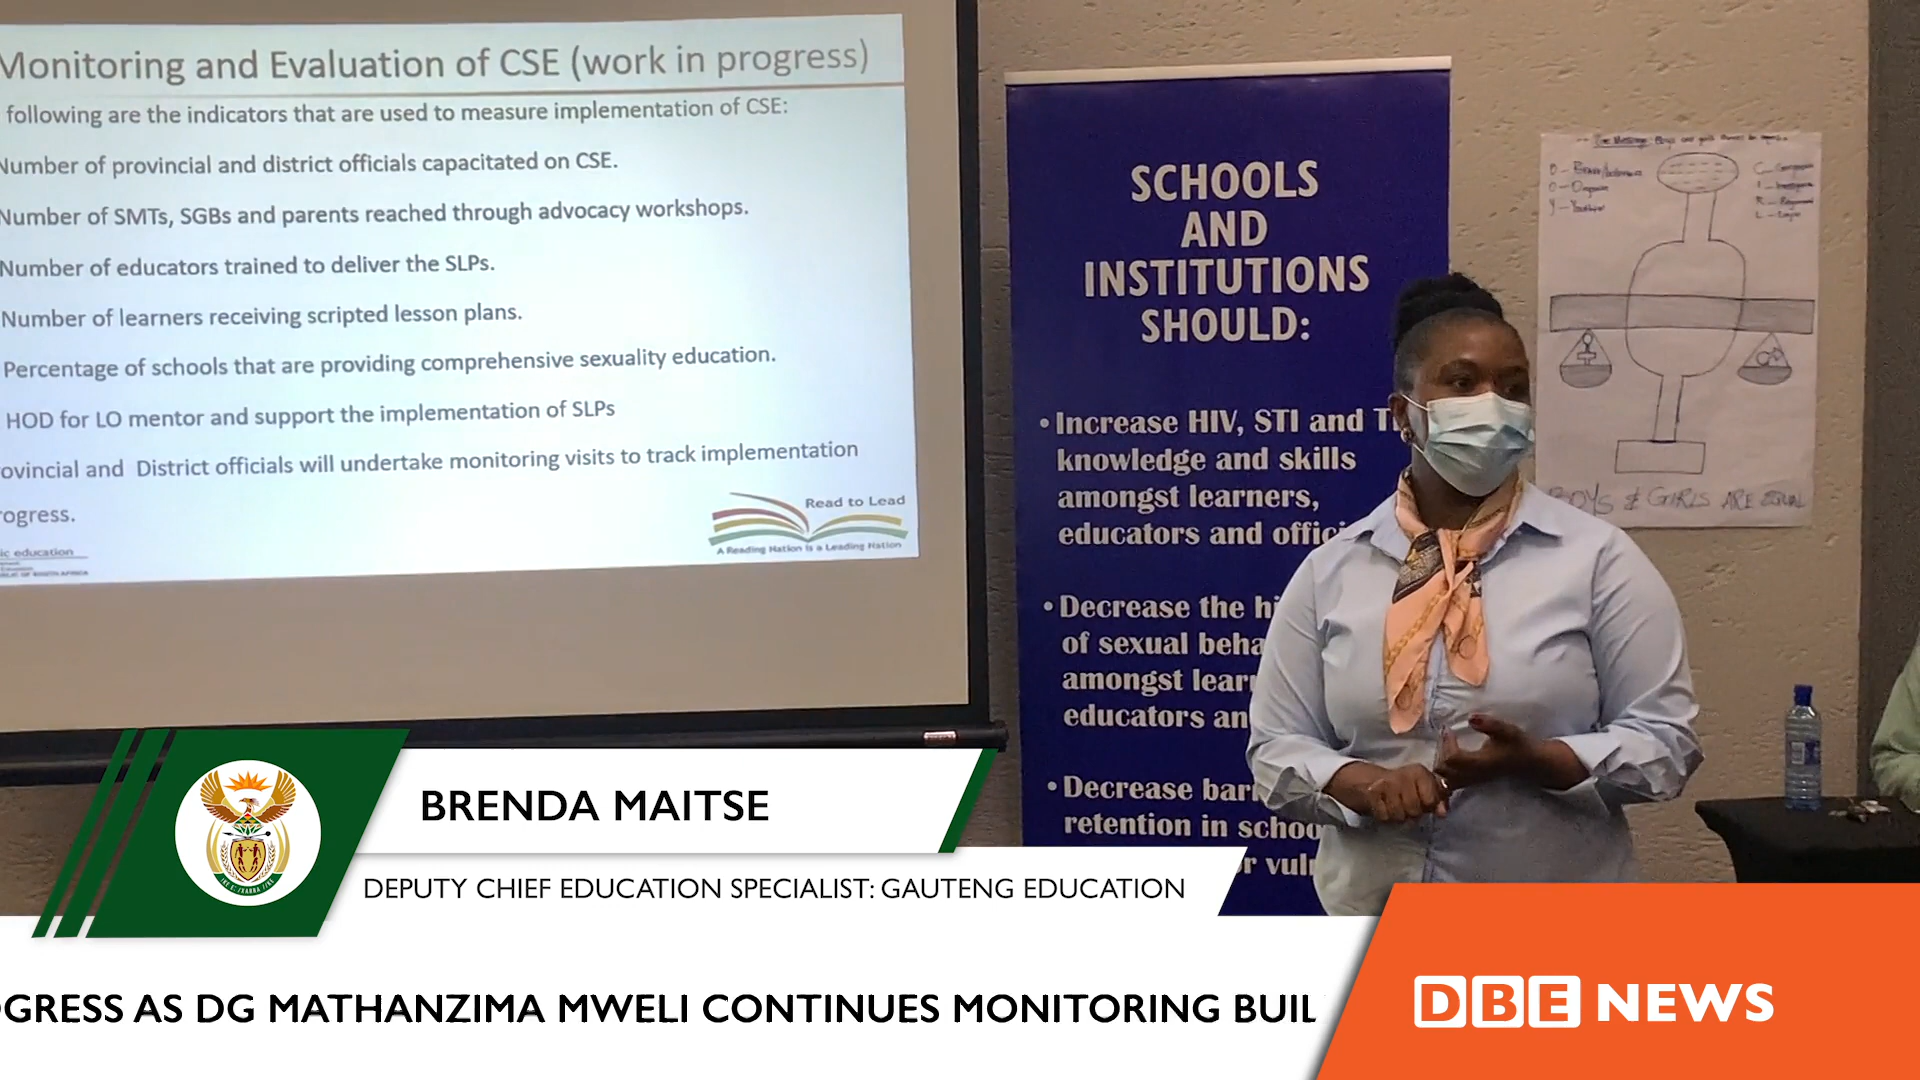 Monitoring and Evaluation of CSE (work in progress)
following are the indicators that are used to measure implementation of CSE:
Number of provincial and district officials capacitated on CSE.
Number of SMTs, SGBs and parents reached through advocacy workshops.
Number of educators trained to deliver the SLPs.
Number of learners receiving scripted lesson plans.
Percentage of schools that are providing comprehensive sexuality education.
HOD for LO mentor and support the implementation of SLPs
ovincial and District officials will undertake monitoring visits to track implementation
rogress.
Read to Lead
A Reading Nation is a Leading Nation
ic education
SCHOOLS
AND
INSTITUTIONS
SHOULD:
• Increase HIV, STI and T
knowledge and skills
amongst learners,
educators and offic
• Decrease the hi
of sexual beha
amongst lear
educators an
• Decrease bar
retention in schoo
r vul
BOYS & GIRLS ARE EQUAL
BRENDA MAITSE
DEPUTY CHIEF EDUCATION SPECIALIST: GAUTENG EDUCATION
OGRESS AS DG MATHANZIMA MWELI CONTINUES MONITORING BUIL
DBE NEWS